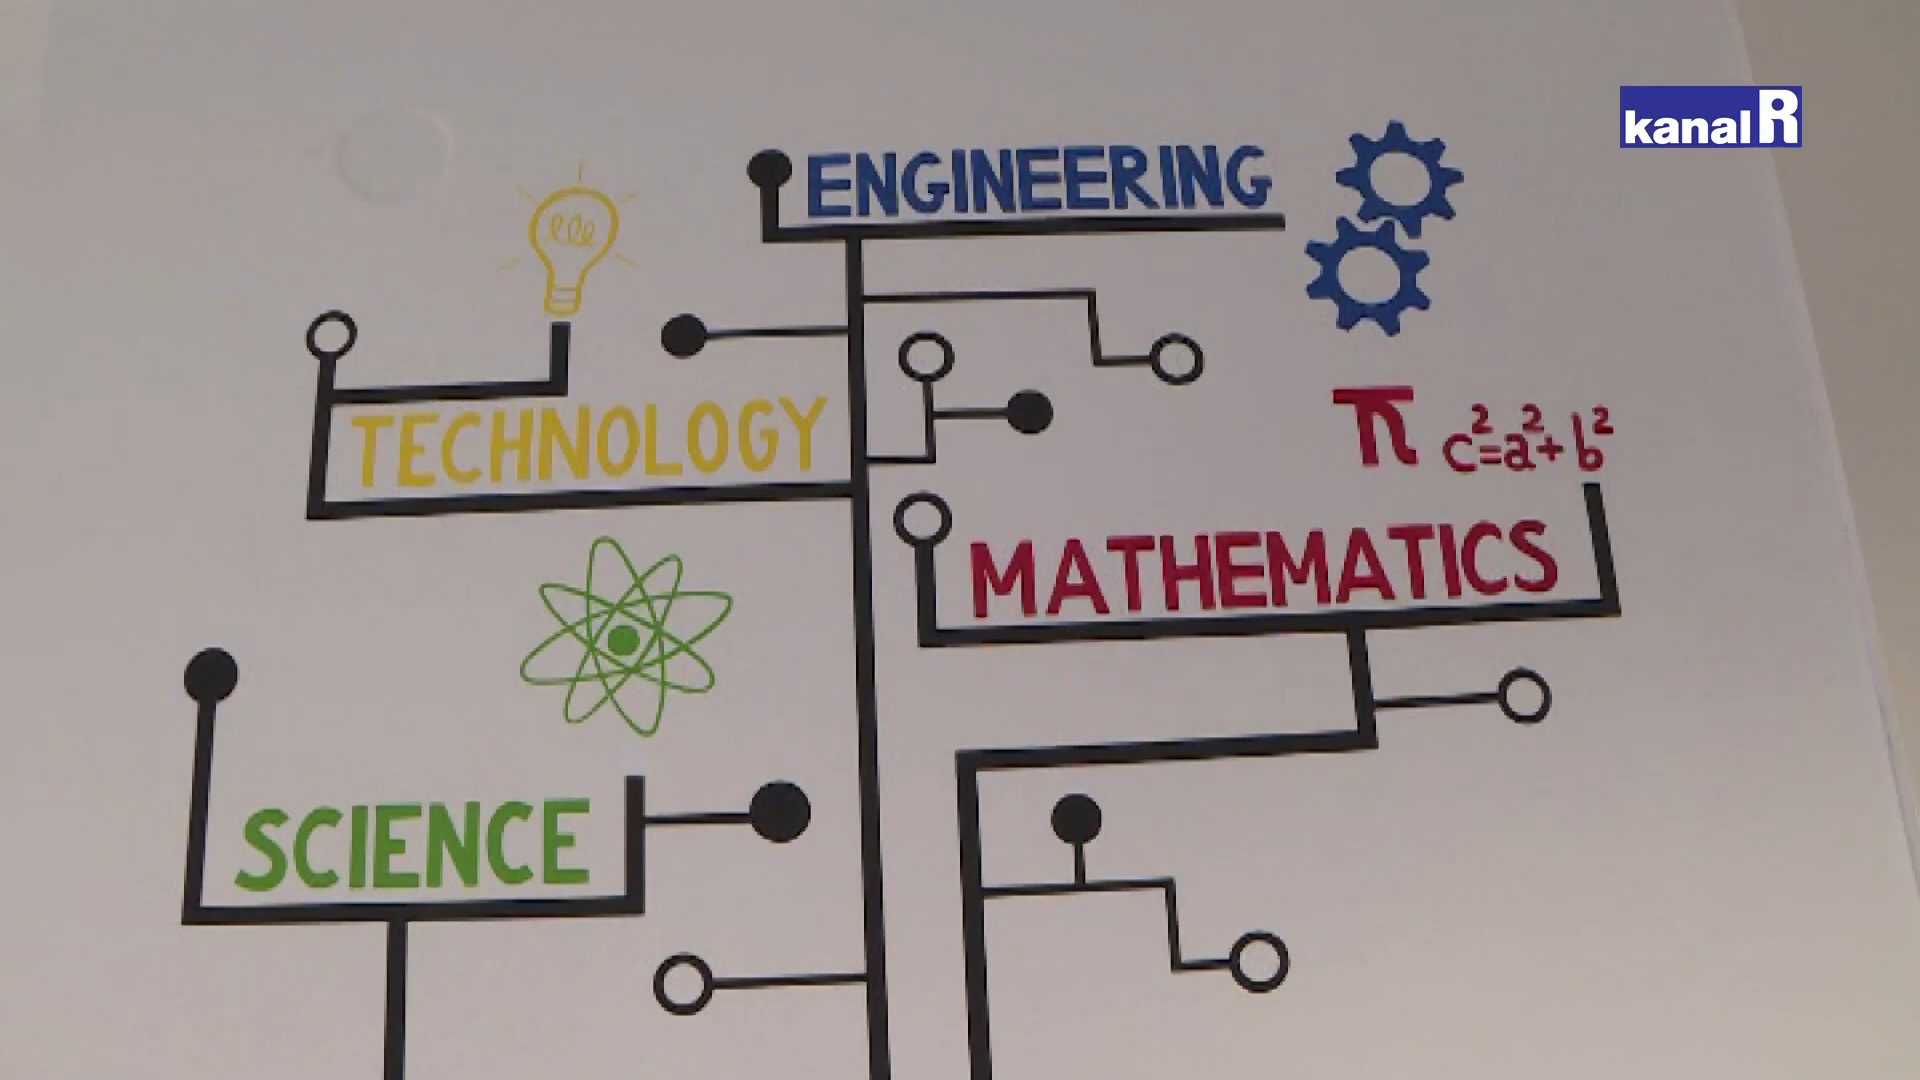 kanal R
ENGINEERING
TECHNOLOGY
π c²=a²+b²
MATHEMATICS
SCIENCE